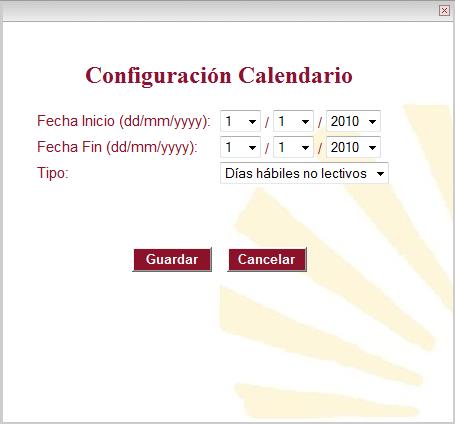 Configuración Calendario
Fecha Inicio (dd/mm/yyyy): 1 / 1 / 2010
Fecha Fin (dd/mm/yyyy): 1 / 1 / 2010
Tipo: Días hábiles no lectivos
Guardar Cancelar